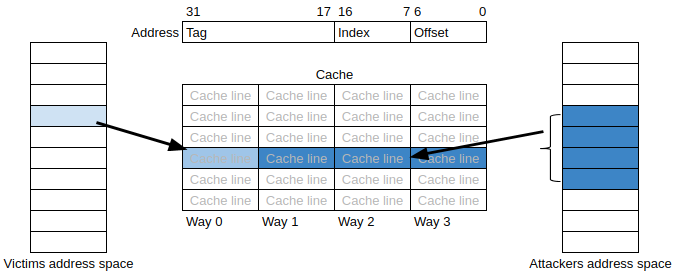 31 17 16 7 6 0
Address Tag Index Offset
Cache
Cache line Cache line Cache line Cache line
Cache line Cache line Cache line Cache line
Cache line Cache line Cache line Cache line
Cache line Cache line Cache line Cache line
Cache line Cache line Cache line Cache line
Cache line Cache line Cache line Cache line
Way 0 Way 1 Way 2 Way 3
Victims address space Attackers address space